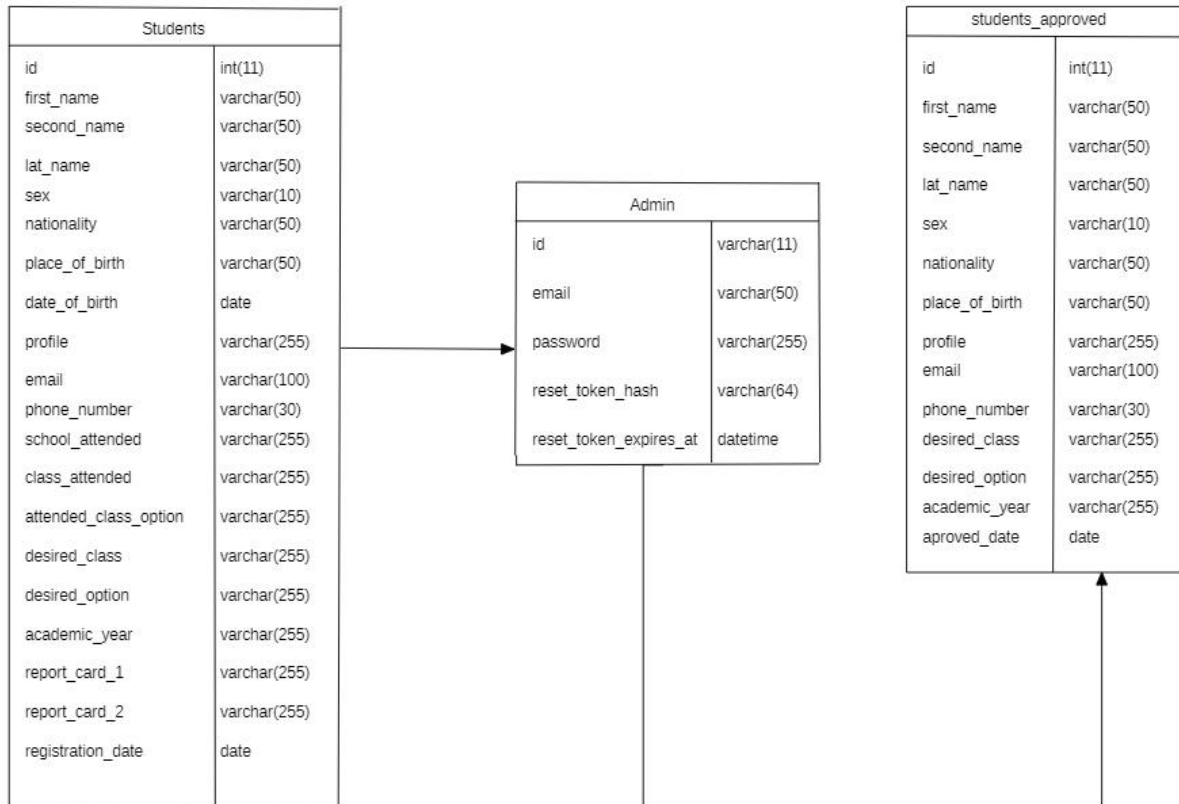 Students
id int(11)
first_name varchar(50)
second_name varchar(50)
lat_name varchar(50)
sex varchar(10)
nationality varchar(50)
place_of_birth varchar(50)
date_of_birth date
profile varchar(255)
email varchar(100)
phone_number varchar(30)
school_attended varchar(255)
class_attended varchar(255)
attended_class_option varchar(255)
desired_class varchar(255)
desired_option varchar(255)
academic_year varchar(255)
report_card_1 varchar(255)
report_card_2 varchar(255)
registration_date date
Admin
id varchar(11)
email varchar(50)
password varchar(255)
reset_token_hash varchar(64)
reset_token_expires_at datetime
students_approved
id int(11)
first_name varchar(50)
second_name varchar(50)
lat_name varchar(50)
sex varchar(10)
nationality varchar(50)
place_of_birth varchar(50)
profile varchar(255)
email varchar(100)
phone_number varchar(30)
desired_class varchar(255)
desired_option varchar(255)
academic_year varchar(255)
aproved_date date